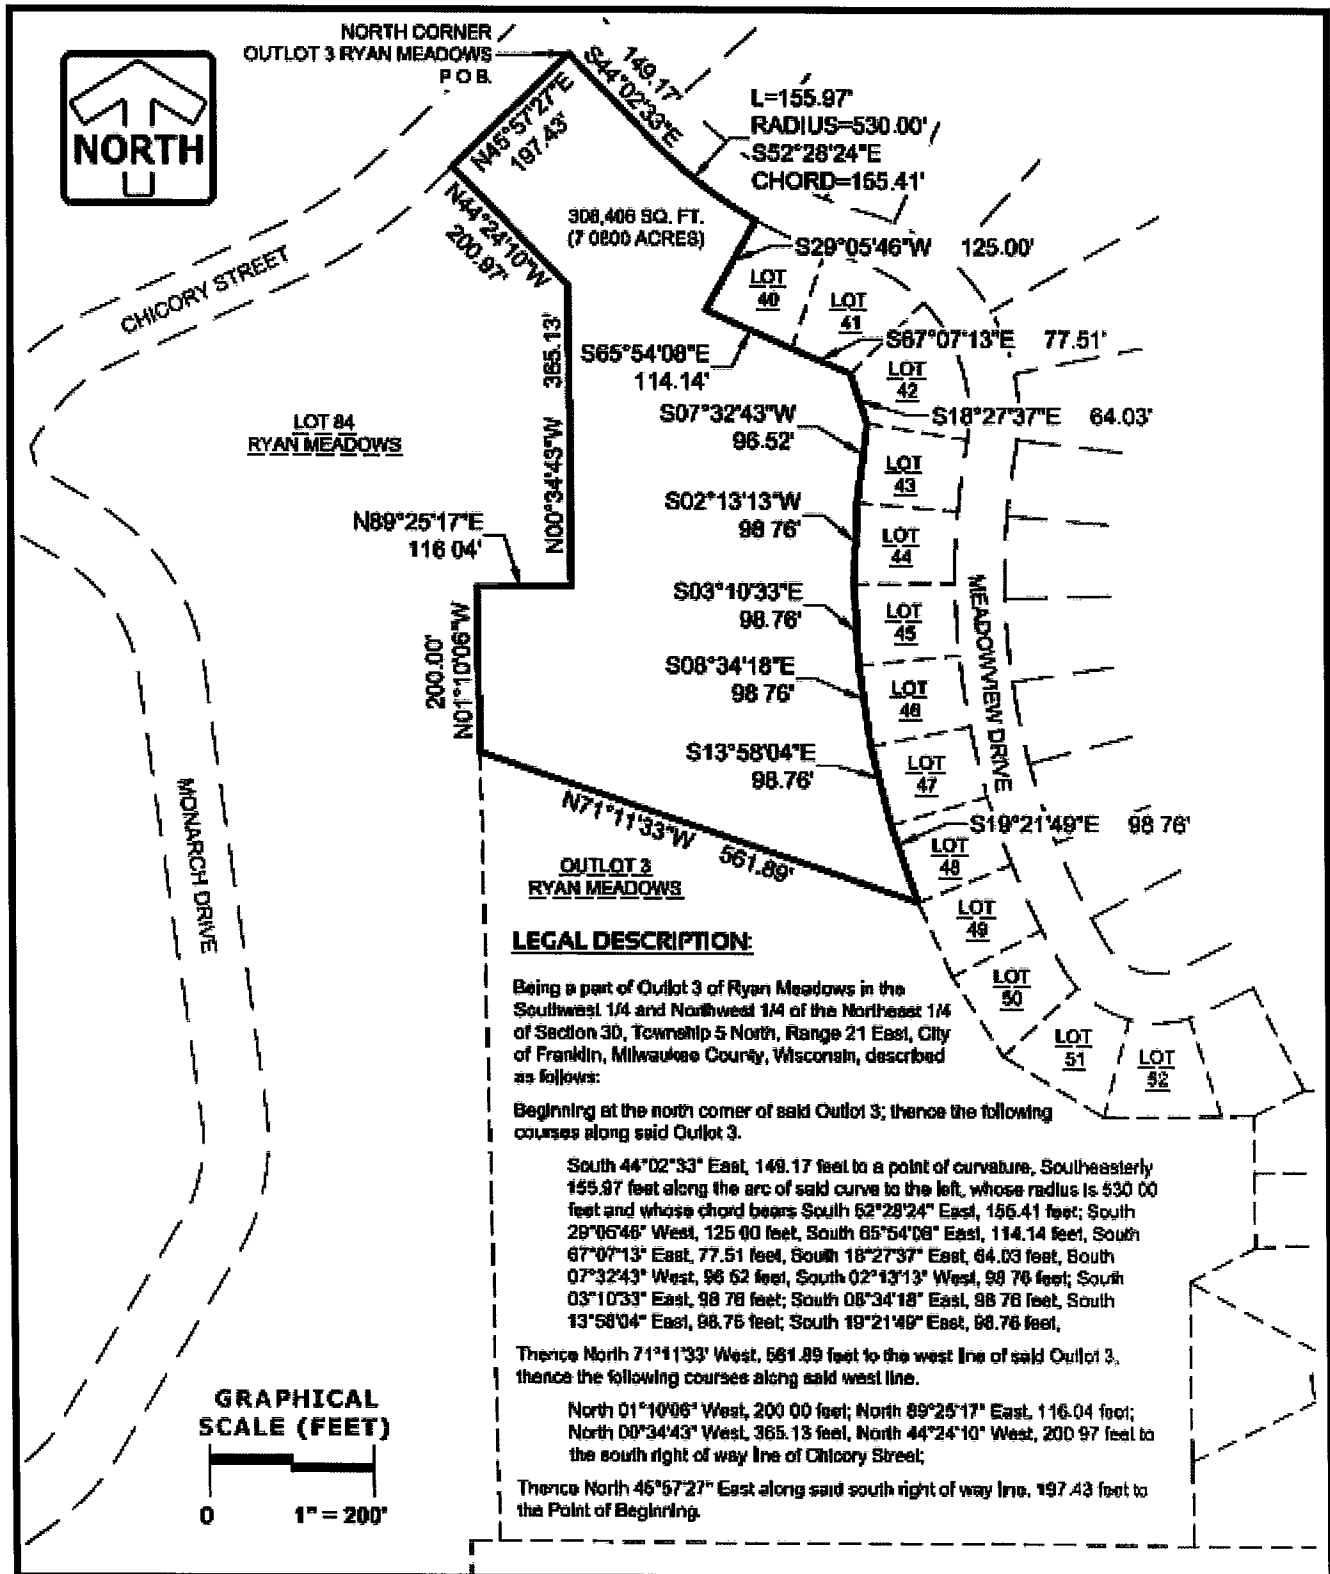 NORTH CORNER
OUTLOT 3 RYAN MEADOWS
P O B.
NORTH
N45°57'27"E
197.43'
149.17'
S44°02'33"E
L=155.97'
RADIUS=530.00'
S52°28'24"E
CHORD=155.41'
N44°24'10"W
200.97'
308,406 SQ. FT.
(7 0800 ACRES)
S29°05'46"W 125.00'
LOT
40
LOT
41
CHICORY STREET
S67°07'13"E 77.51'
S65°54'08"E
114.14'
LOT
42
N00°34'43"W 365.13'
S18°27'37"E 64.03'
S07°32'43"W
96.52'
LOT 84
RYAN MEADOWS
LOT
43
S02°13'13"W
98 76'
N89°25'17"E
116 04'
LOT
44
S03°10'33"E
98.76'
LOT
45
MEADOWVIEW DRIVE
200.00'
N01°10'06"W
S08°34'18"E
98 76'
LOT
46
S13°58'04"E
98.76'
LOT
47
MONARCH DRIVE
N71°11'33"W 561.89'
S19°21'49"E 98 76'
LOT
48
OUTLOT 3
RYAN MEADOWS
LOT
49
LOT
50
LOT
51
LOT
52
LEGAL DESCRIPTION:
Being a part of Outlot 3 of Ryan Meadows in the
Southwest 1/4 and Northwest 1/4 of the Northeast 1/4
of Section 30, Township 5 North, Range 21 East, City
of Franklin, Milwaukee County, Wisconsin, described
as follows:
Beginning at the north corner of said Outlot 3; thence the following
courses along said Outlot 3.
South 44°02'33" East, 149.17 feet to a point of curvature, Southeasterly
155.97 feet along the arc of said curve to the left, whose radius is 530 00
feet and whose chord bears South 52°28'24" East, 155.41 feet; South
29°05'46" West, 125 00 feet, South 65°54'08" East, 114.14 feet, South
67°07'13" East, 77.51 feet, South 18°27'37" East, 64.03 feet, South
07°32'43" West, 96 52 feet, South 02°13'13" West, 98 76 feet; South
03°10'33" East, 98 76 feet; South 08°34'18" East, 98 76 feet, South
13°58'04" East, 98.76 feet; South 19°21'49" East, 98.76 feet,
Thence North 71°11'33' West, 561.89 feet to the west line of said Outlot 3,
thence the following courses along said west line.
North 01°10'06" West, 200 00 feet; North 89°25'17" East, 116.04 feet;
North 00°34'43" West, 365.13 feet, North 44°24'10" West, 200 97 feet to
the south right of way line of Chicory Street;
Thence North 45°57'27" East along said south right of way line, 197.43 feet to
the Point of Beginning.
GRAPHICAL
SCALE (FEET)
0 1" = 200'